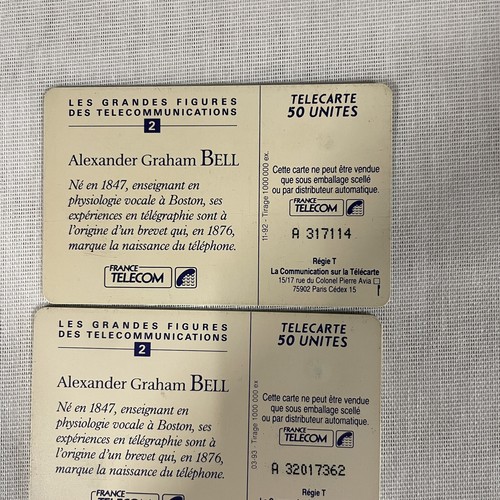 LES GRANDES FIGURES
DES TELECOMMUNICATIONS
2
Alexander Graham BELL
Né en 1847, enseignant en
physiologie vocale à Boston, ses
expériences en télégraphie sont à
l'origine d'un brevet qui, en 1876,
marque la naissance du téléphone.
FRANCE
TELECOM
11-92 - Tirage 1000 000 ex.
TELECARTE
50 UNITES
Cette carte ne peut être vendue
que sous emballage scellé
ou par distributeur automatique.
FRANCE
TELECOM
A 317114
Régie T
La Communication sur la Télécarte
15/17 rue du Colonel Pierre Avia
75902 Paris Cédex 15
LES GRANDES FIGURES
DES TELECOMMUNICATIONS
2
Alexander Graham BELL
Né en 1847, enseignant en
physiologie vocale à Boston, ses
expériences en télégraphie sont à
l'origine d'un brevet qui, en 1876,
marque la naissance du téléphone.
FRANCE
TELECOM
03-93 - Tirage 1000 000 ex
TELECARTE
50 UNITES
Cette carte ne peut être vendue
que sous emballage scellé
ou par distributeur automatique.
FRANCE
TELECOM
A 32017362
Régie T